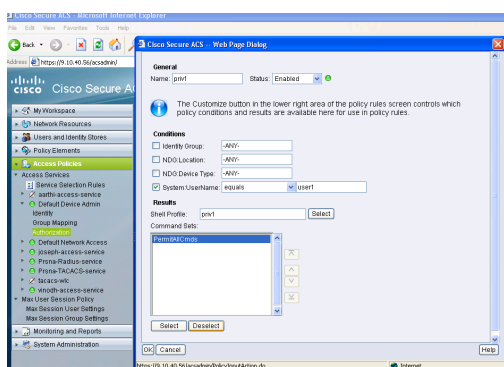 Cisco Secure ACS - Microsoft Internet Explorer
File Edit View Favorites Tools Help
Back
Address https://9.10.40.56/acsadmin/
CISCO Cisco Secure A
My Workspace
Network Resources
Users and Identity Stores
Policy Elements
Access Policies
Access Services
Service Selection Rules
aarthi-access-service
Default Device Admin
Identity
Group Mapping
Authorization
Default Network Access
joseph-access-service
Prsna-Radius-service
Prsna-TACACS-service
tacacs-wlc
vinodh-access-service
Max User Session Policy
Max Session User Settings
Max Session Group Settings
Monitoring and Reports
System Administration
Cisco Secure ACS -- Web Page Dialog
General
Name: priv1 Status: Enabled
The Customize button in the lower right area of the policy rules screen controls which
policy conditions and results are available here for use in policy rules.
Conditions
Identity Group: -ANY-
NDG:Location: -ANY-
NDG:Device Type: -ANY-
System:UserName: equals user1
Results
Shell Profile: priv1 Select
Command Sets:
PermitAllCmds
Select Deselect
OK Cancel Help
https://9.10.40.56/acsadmin/PolicyInputAction.do Internet